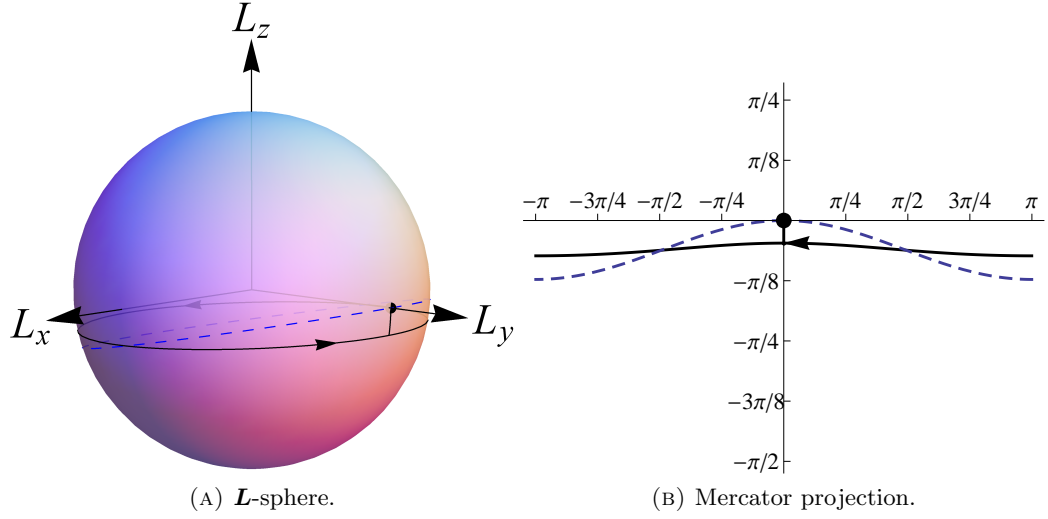 L_z
L_x
L_y
(A) L-sphere.
π/4
π/8
−π −3π/4 −π/2 −π/4 π/4 π/2 3π/4 π
−π/8
−π/4
−3π/8
−π/2
(B) Mercator projection.